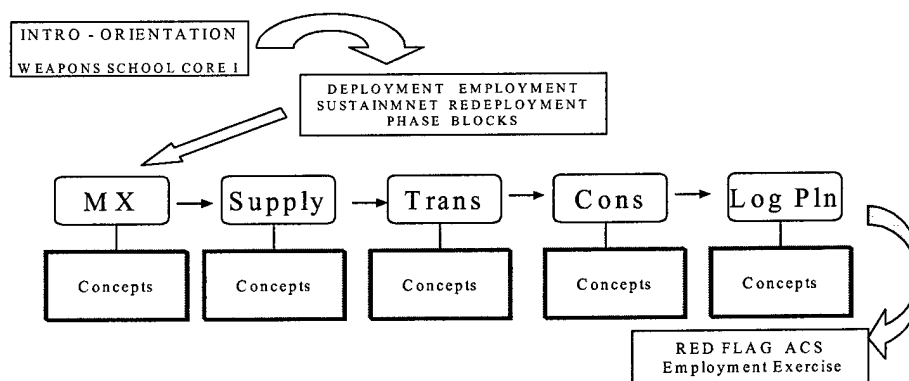 INTRO - ORIENTATION
WEAPONS SCHOOL CORE I
DEPLOYMENT EMPLOYMENT
SUSTAINMNET REDEPLOYMENT
PHASE BLOCKS
MX
Supply
Trans
Cons
Log Pln
Concepts
Concepts
Concepts
Concepts
Concepts
RED FLAG ACS
Employment Exercise